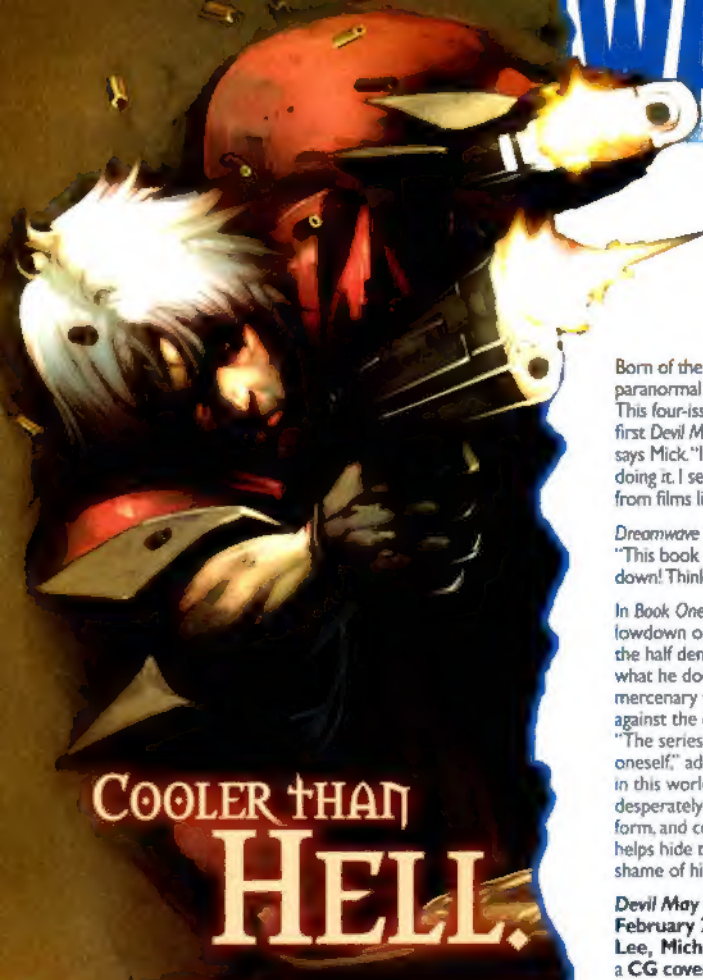 COOLER THAN
HELL.
Born of the
paranormal
This four-iss
first Devil M
says Mick. "I
doing it. I se
from films li
Dreamwave
"This book
down! Think
In Book One
lowdown o
the half den
what he do
mercenary
against the
"The series
oneself," ad
in this worl
desperately
form, and c
helps hide t
shame of hi
Devil May
February 2
Lee, Mich
a CG cove